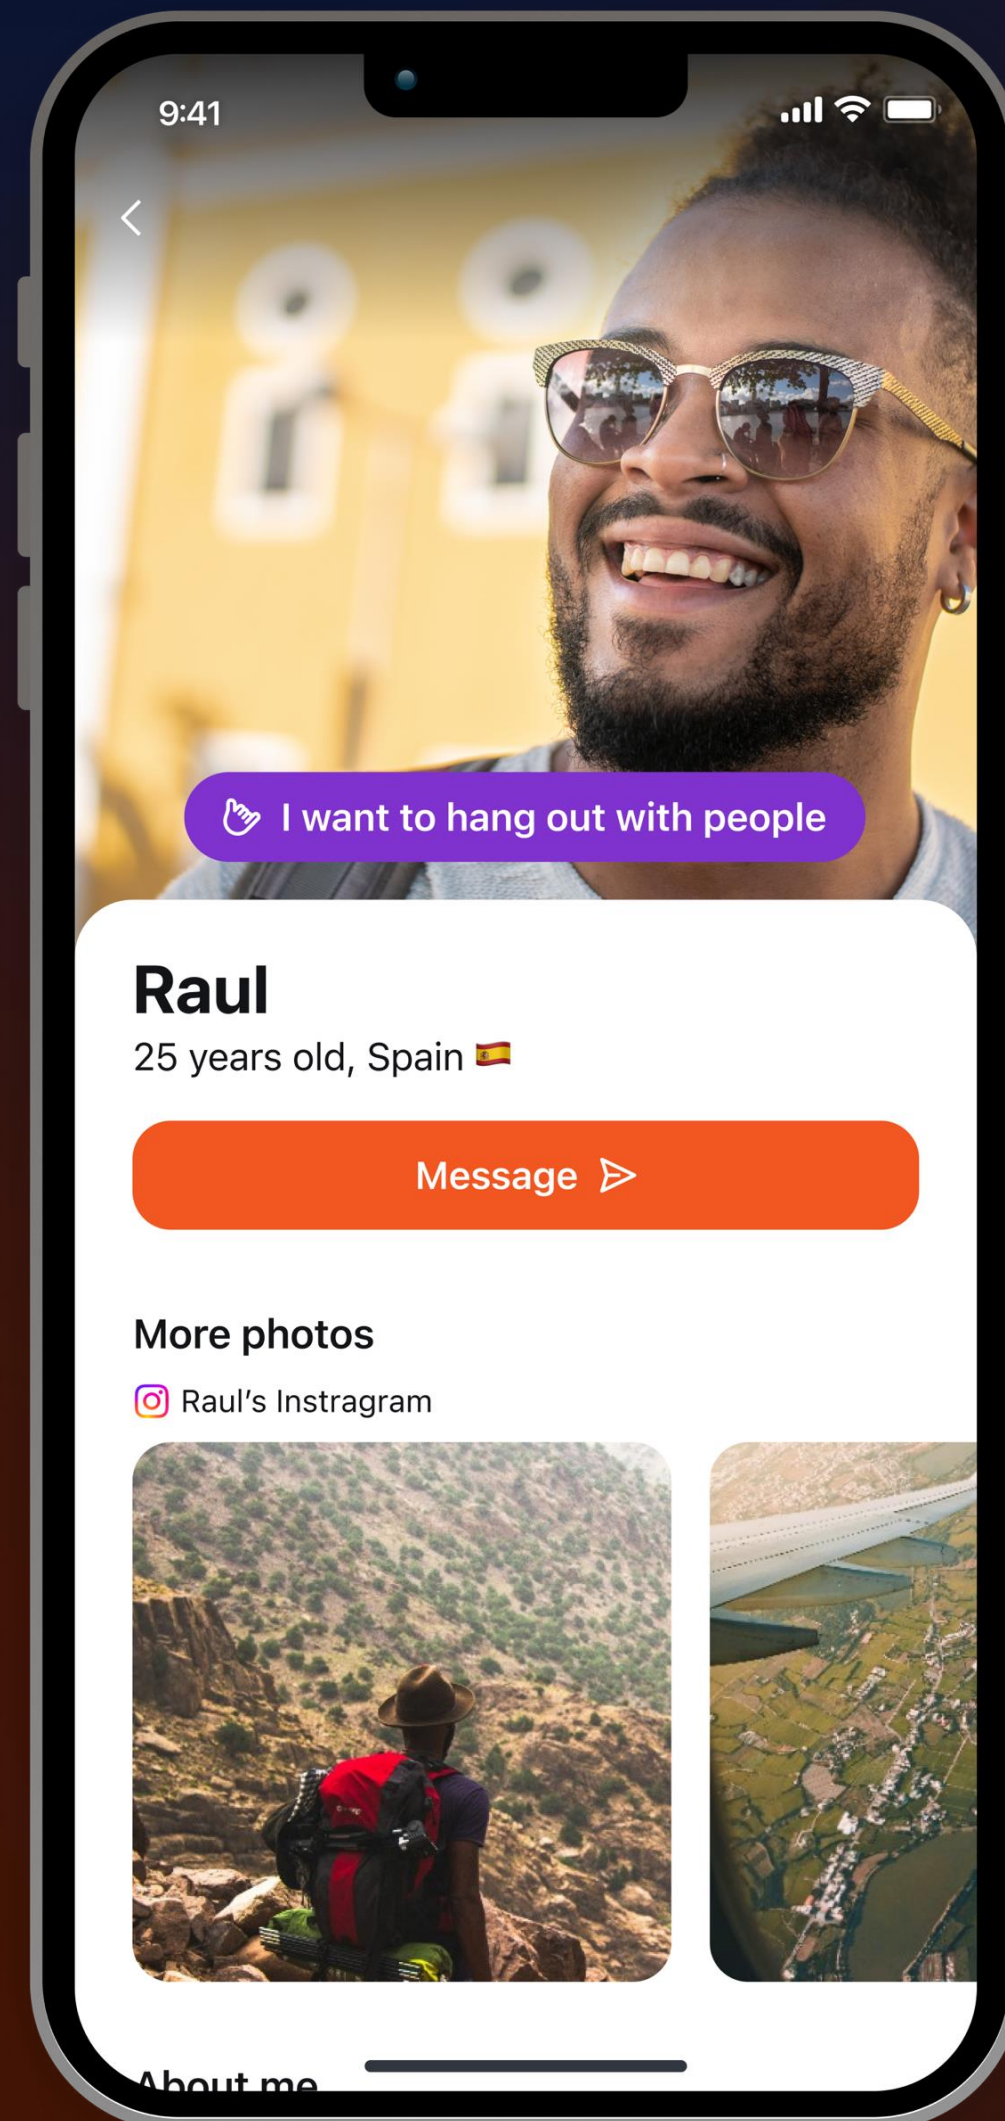 9:41
I want to hang out with people
Raul
25 years old, Spain
Message
More photos
Raul's Instragram
About me